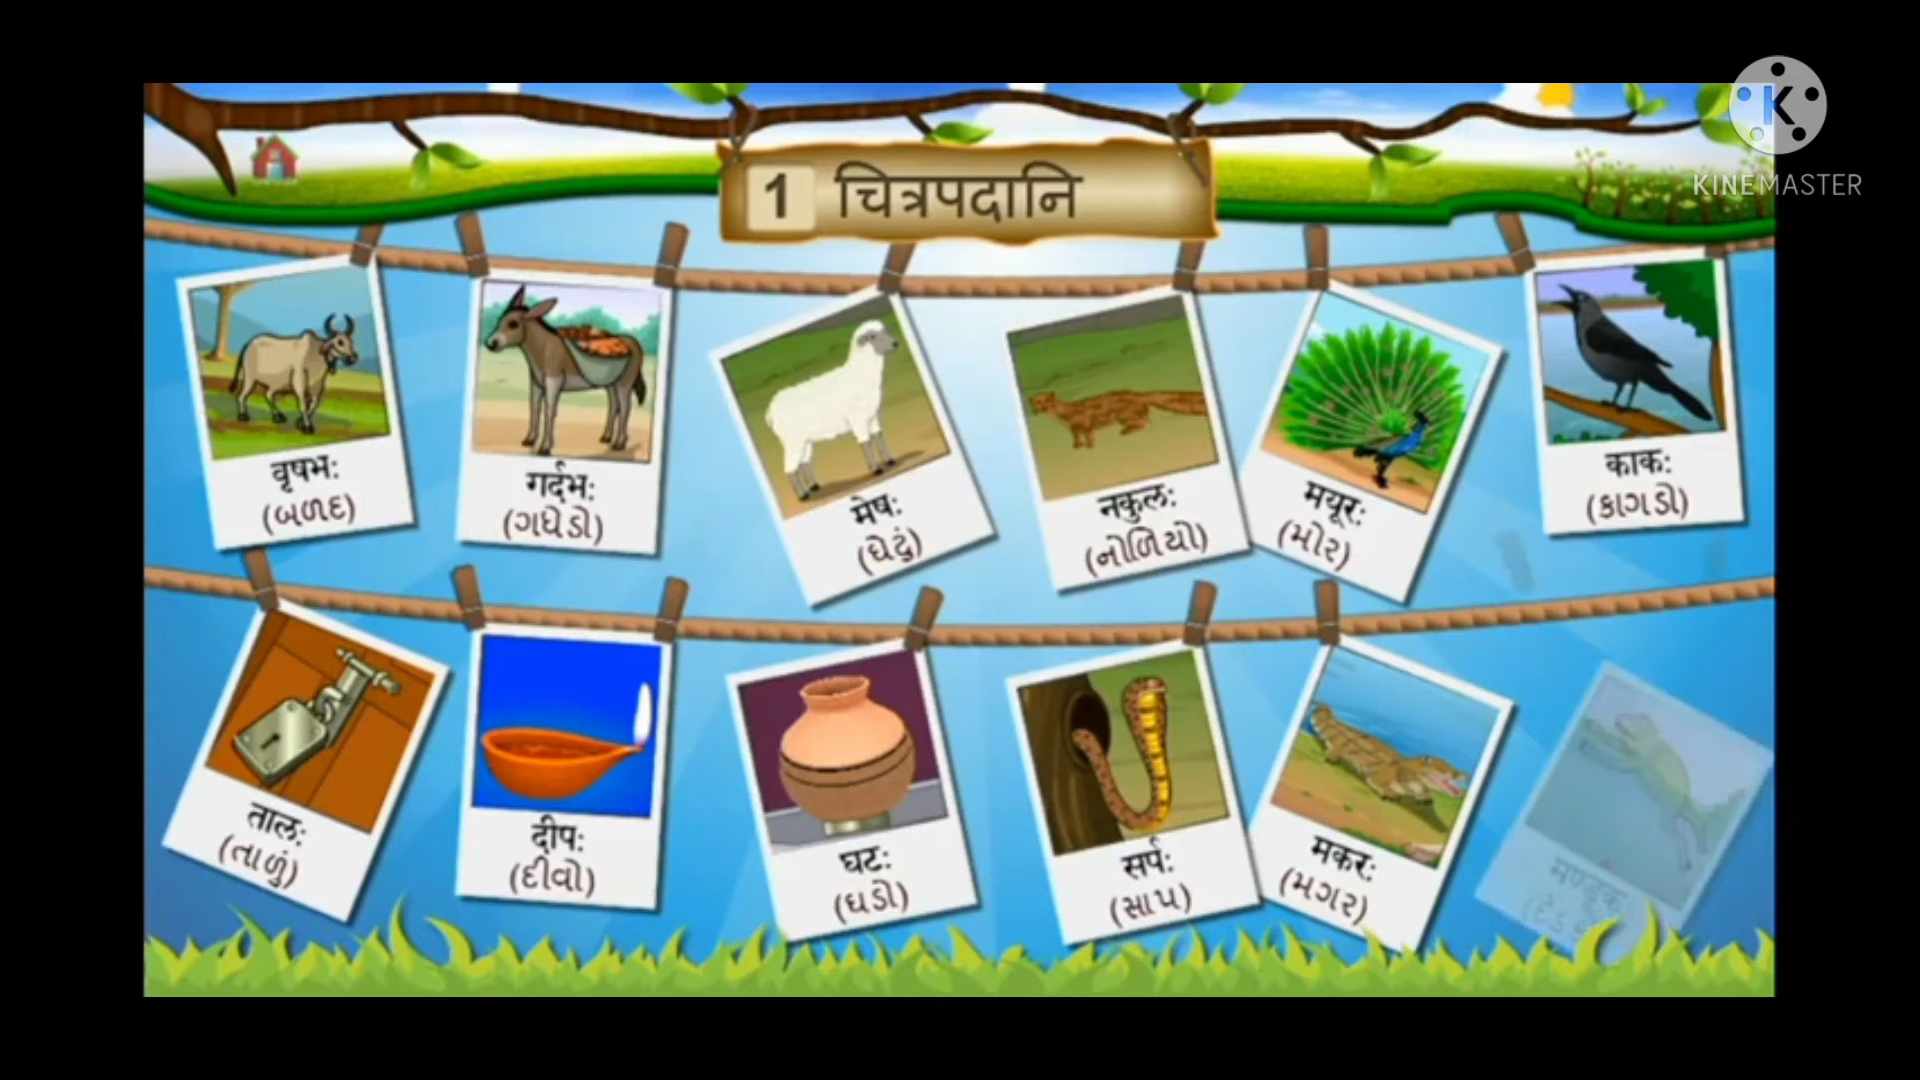 1 चित्रपदानि
KINEMASTER
वृषभः
(બળદ)
गर्दभः
(ગધેડો)
मेषः
(ઘેટું)
नकुलः
(નોળિયો)
मयूरः
(મોર)
काकः
(કાગડો)
तालः
(તાળું)
दीपः
(દીવો)
घटः
(ઘડો)
सर्पः
(સાપ)
मकरः
(મગર)